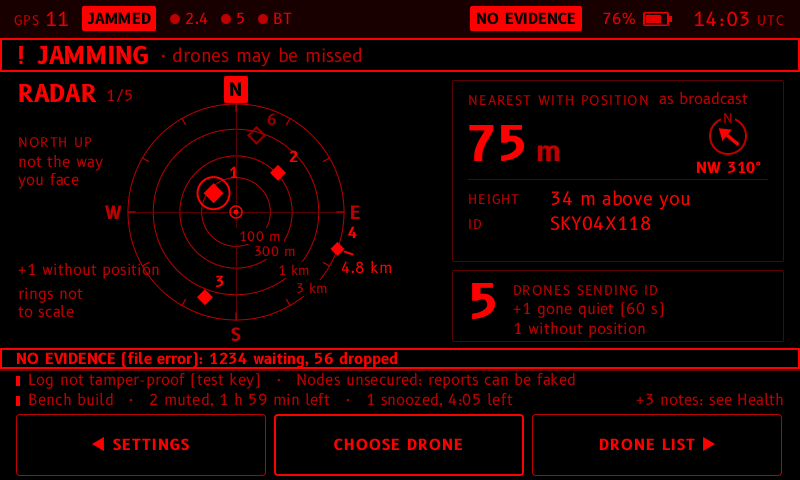 GPS 11 JAMMED 2.4 5 BT NO EVIDENCE 76% 14:03 UTC
! JAMMING · drones may be missed
RADAR 1/5
NORTH UP
not the way
you face
+1 without position
rings not
to scale
N
6
2
1
W
E
4
100 m
300 m
1 km
3 km
4.8 km
3
S
NEAREST WITH POSITION as broadcast
75 m
N
NW 310°
HEIGHT 34 m above you
ID SKY04X118
5 DRONES SENDING ID
+1 gone quiet (60 s)
1 without position
NO EVIDENCE (file error): 1234 waiting, 56 dropped
Log not tamper-proof (test key) · Nodes unsecured: reports can be faked
Bench build · 2 muted, 1 h 59 min left · 1 snoozed, 4:05 left +3 notes: see Health
◀ SETTINGS CHOOSE DRONE DRONE LIST ▶